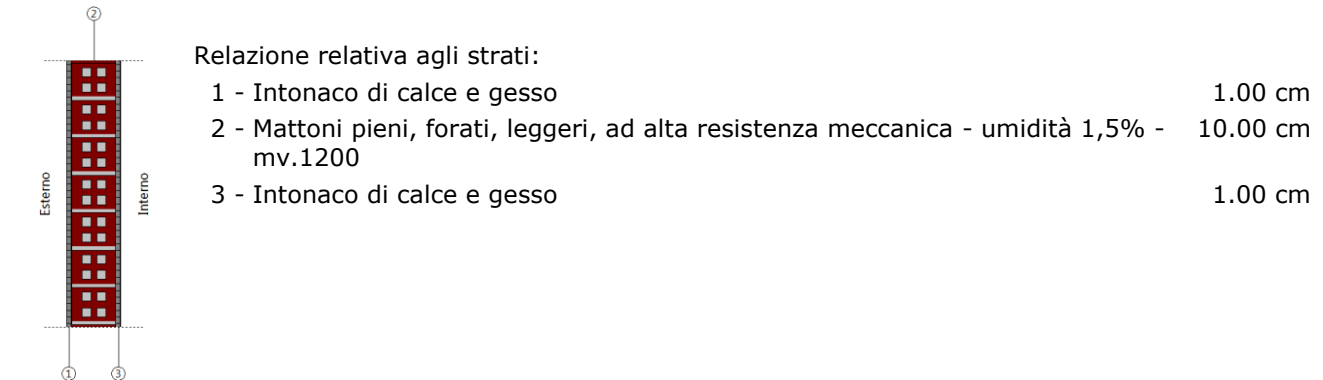 ②
Relazione relativa agli strati:
1 - Intonaco di calce e gesso 1.00 cm
2 - Mattoni pieni, forati, leggeri, ad alta resistenza meccanica - umidità 1,5% - 10.00 cm
mv.1200
3 - Intonaco di calce e gesso 1.00 cm
Esterno
Interno
① ③